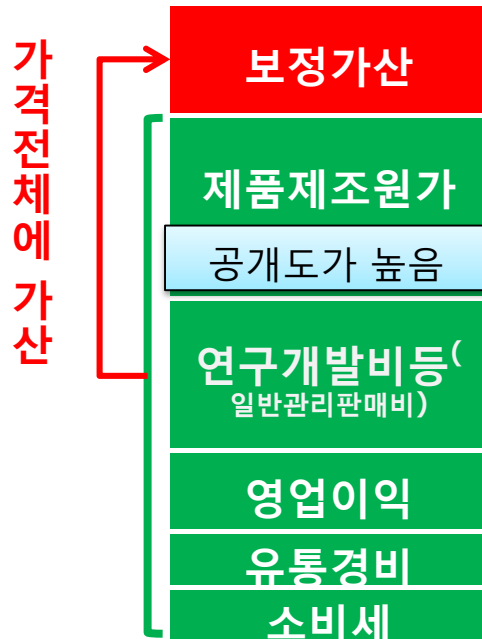 가격전체에 가산
보정가산
제품제조원가
공개도가 높음
연구개발비등(
일반관리판매비)
영업이익
유통경비
소비세